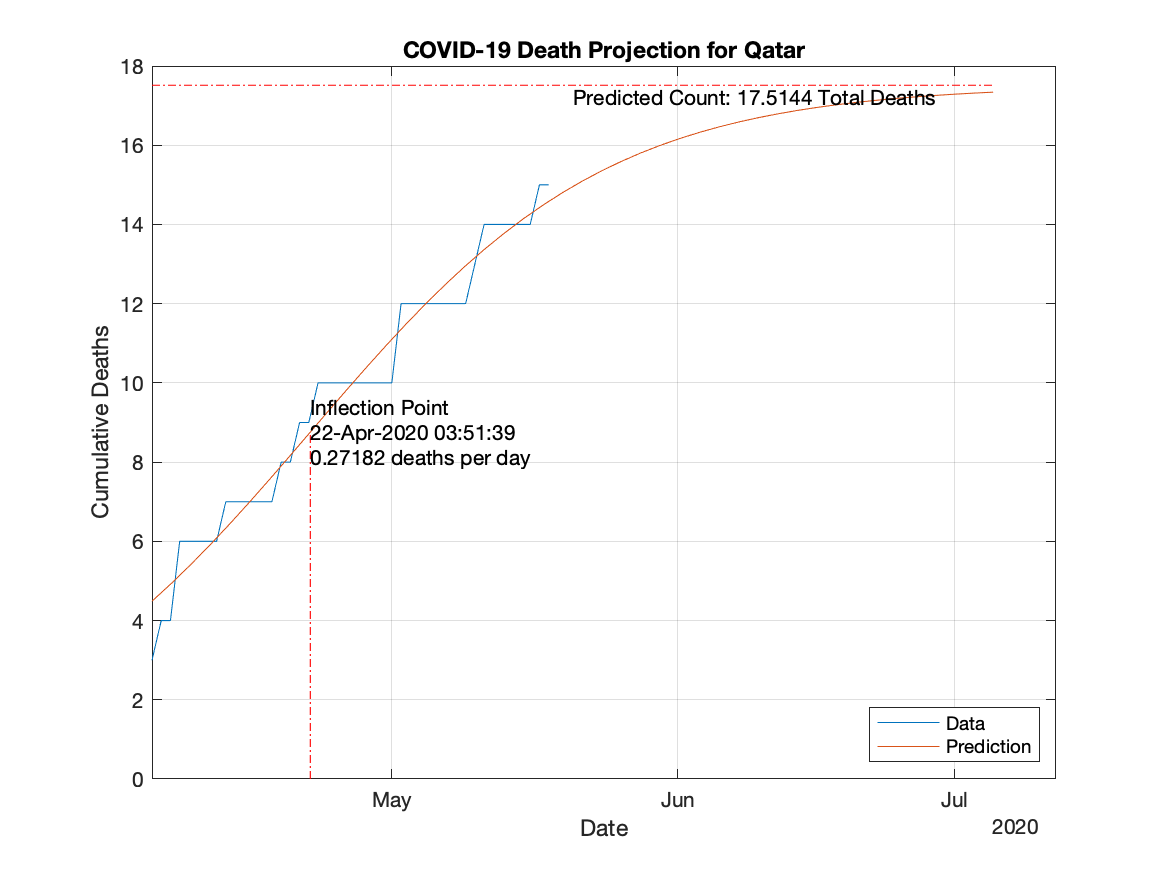 COVID-19 Death Projection for Qatar
18
Predicted Count: 17.5144 Total Deaths
16
14
12
10
Inflection Point
22-Apr-2020 03:51:39
0.27182 deaths per day
8
6
4
2
0
Cumulative Deaths
Data
Prediction
May
Jun
Jul
Date
2020